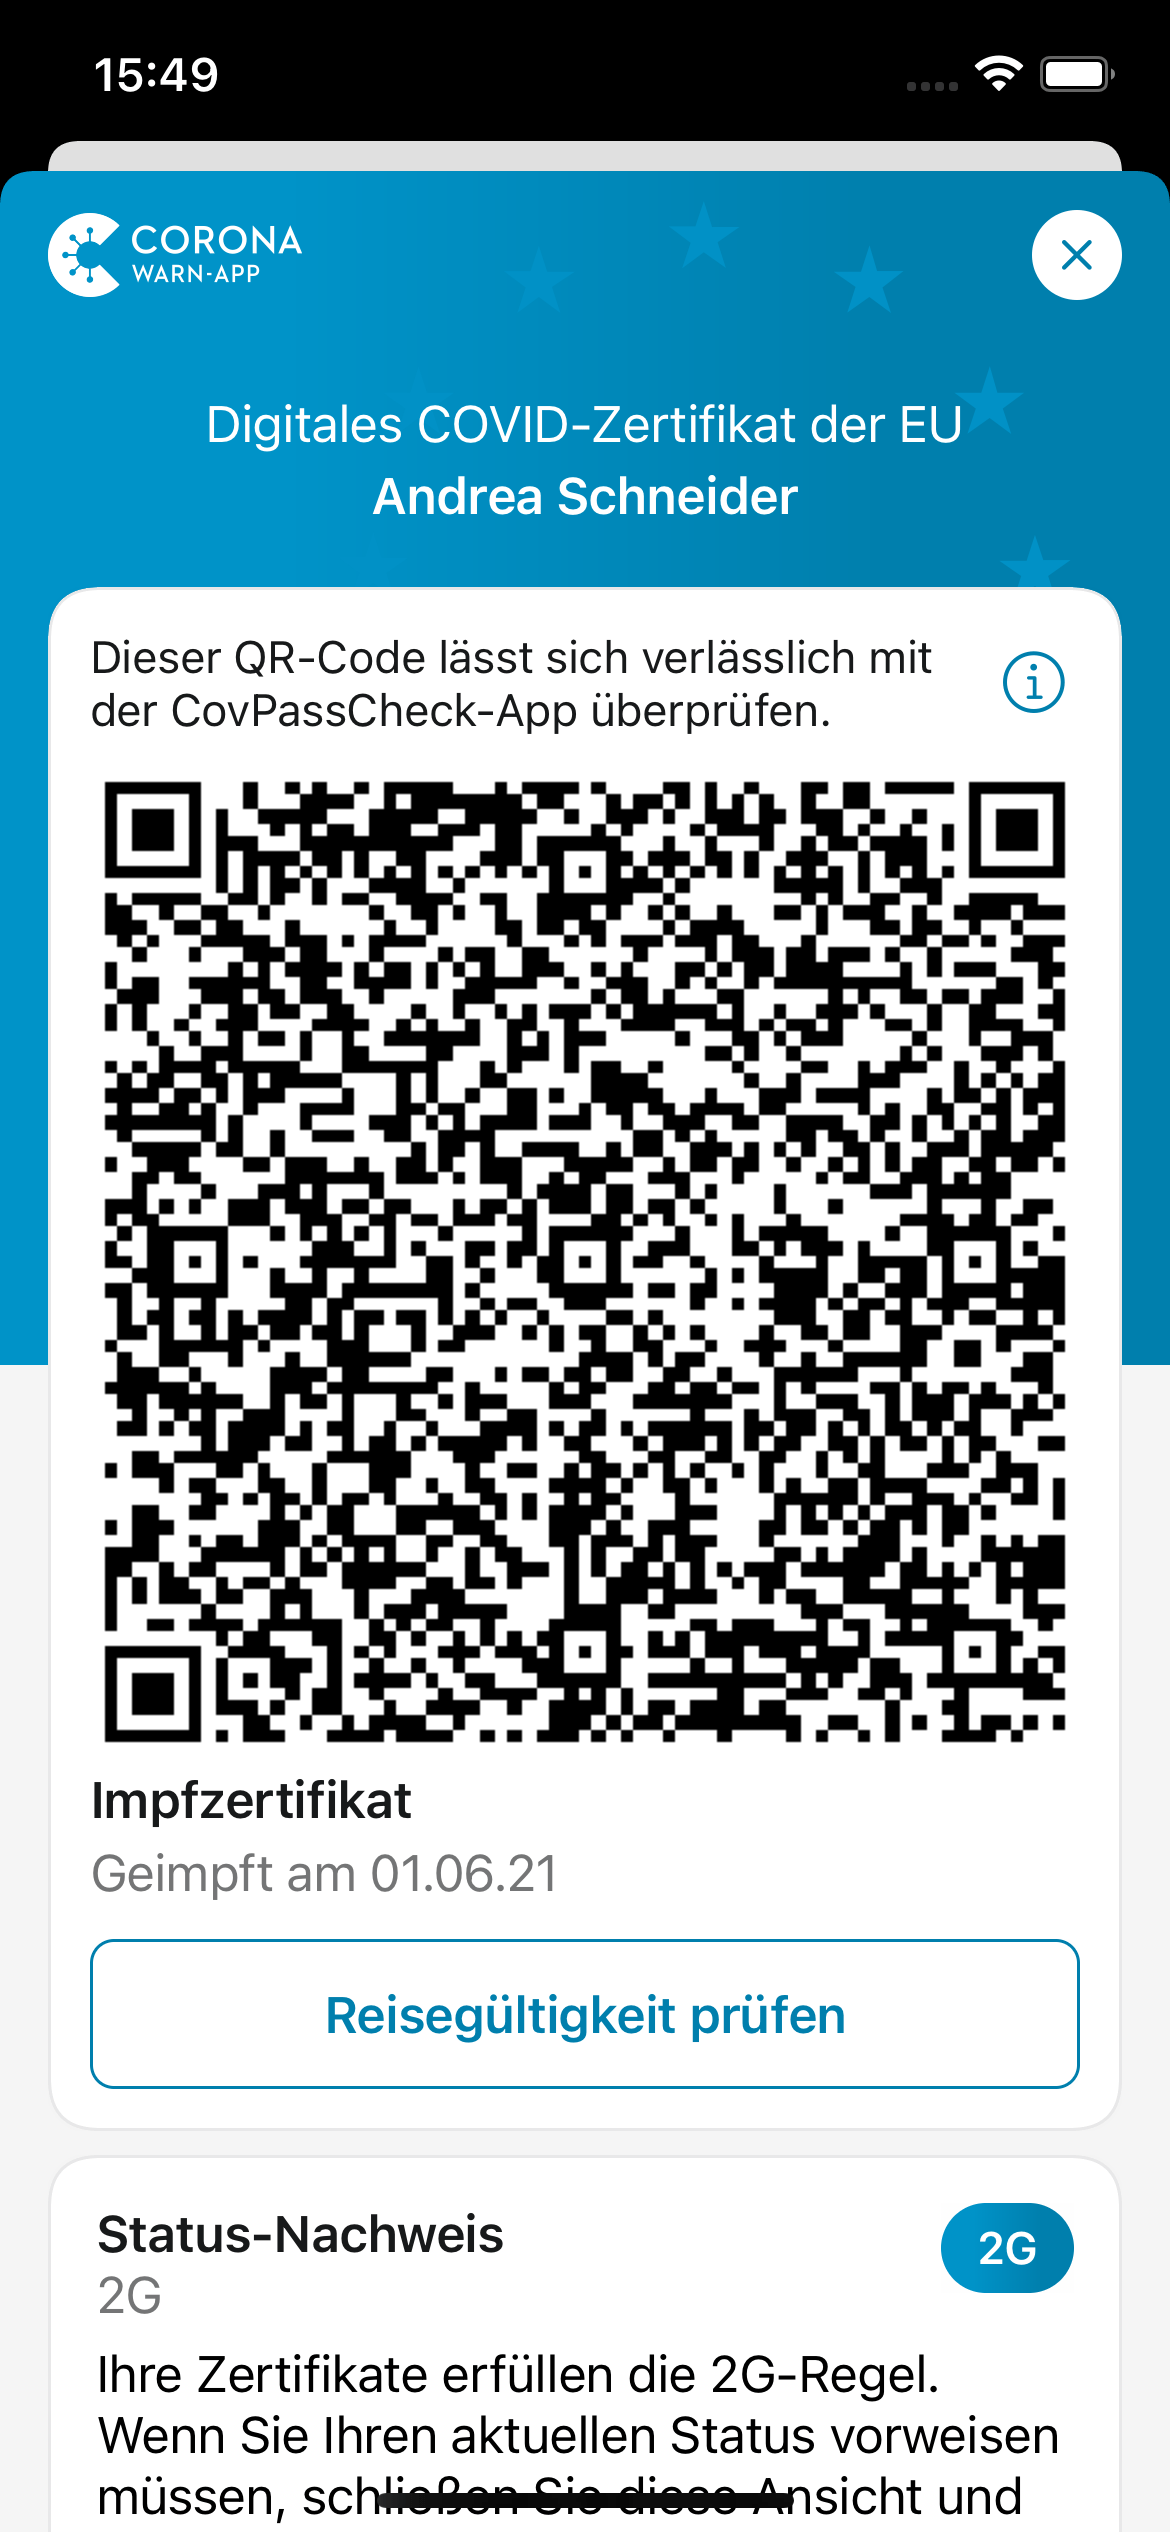 15:49
CORONA
WARN-APP
Digitales COVID-Zertifikat der EU
Andrea Schneider
Dieser QR-Code lässt sich verlässlich mit
der CovPassCheck-App überprüfen.
Impfzertifikat
Geimpft am 01.06.21
Reisegültigkeit prüfen
Status-Nachweis
2G
2G
Ihre Zertifikate erfüllen die 2G-Regel.
Wenn Sie Ihren aktuellen Status vorweisen
müssen, schließen Sie diese Ansicht und